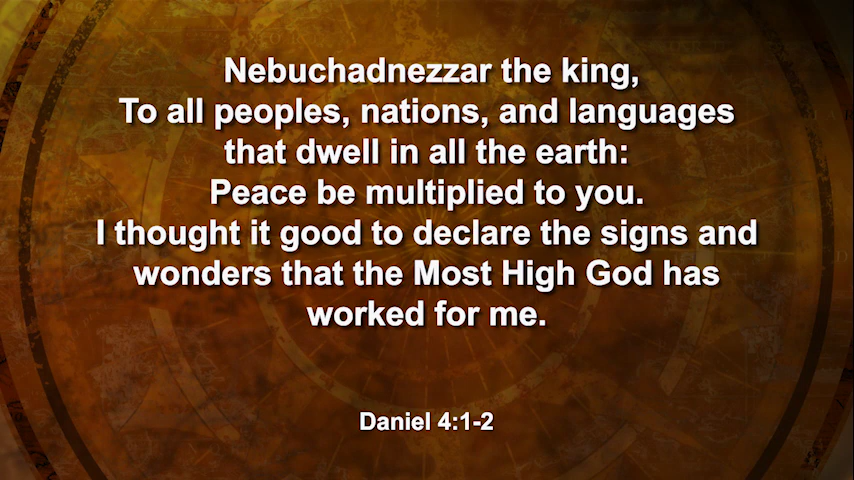 Nebuchadnezzar the king,
To all peoples, nations, and languages
that dwell in all the earth:
Peace be multiplied to you.
I thought it good to declare the signs and
wonders that the Most High God has
worked for me.
Daniel 4:1-2